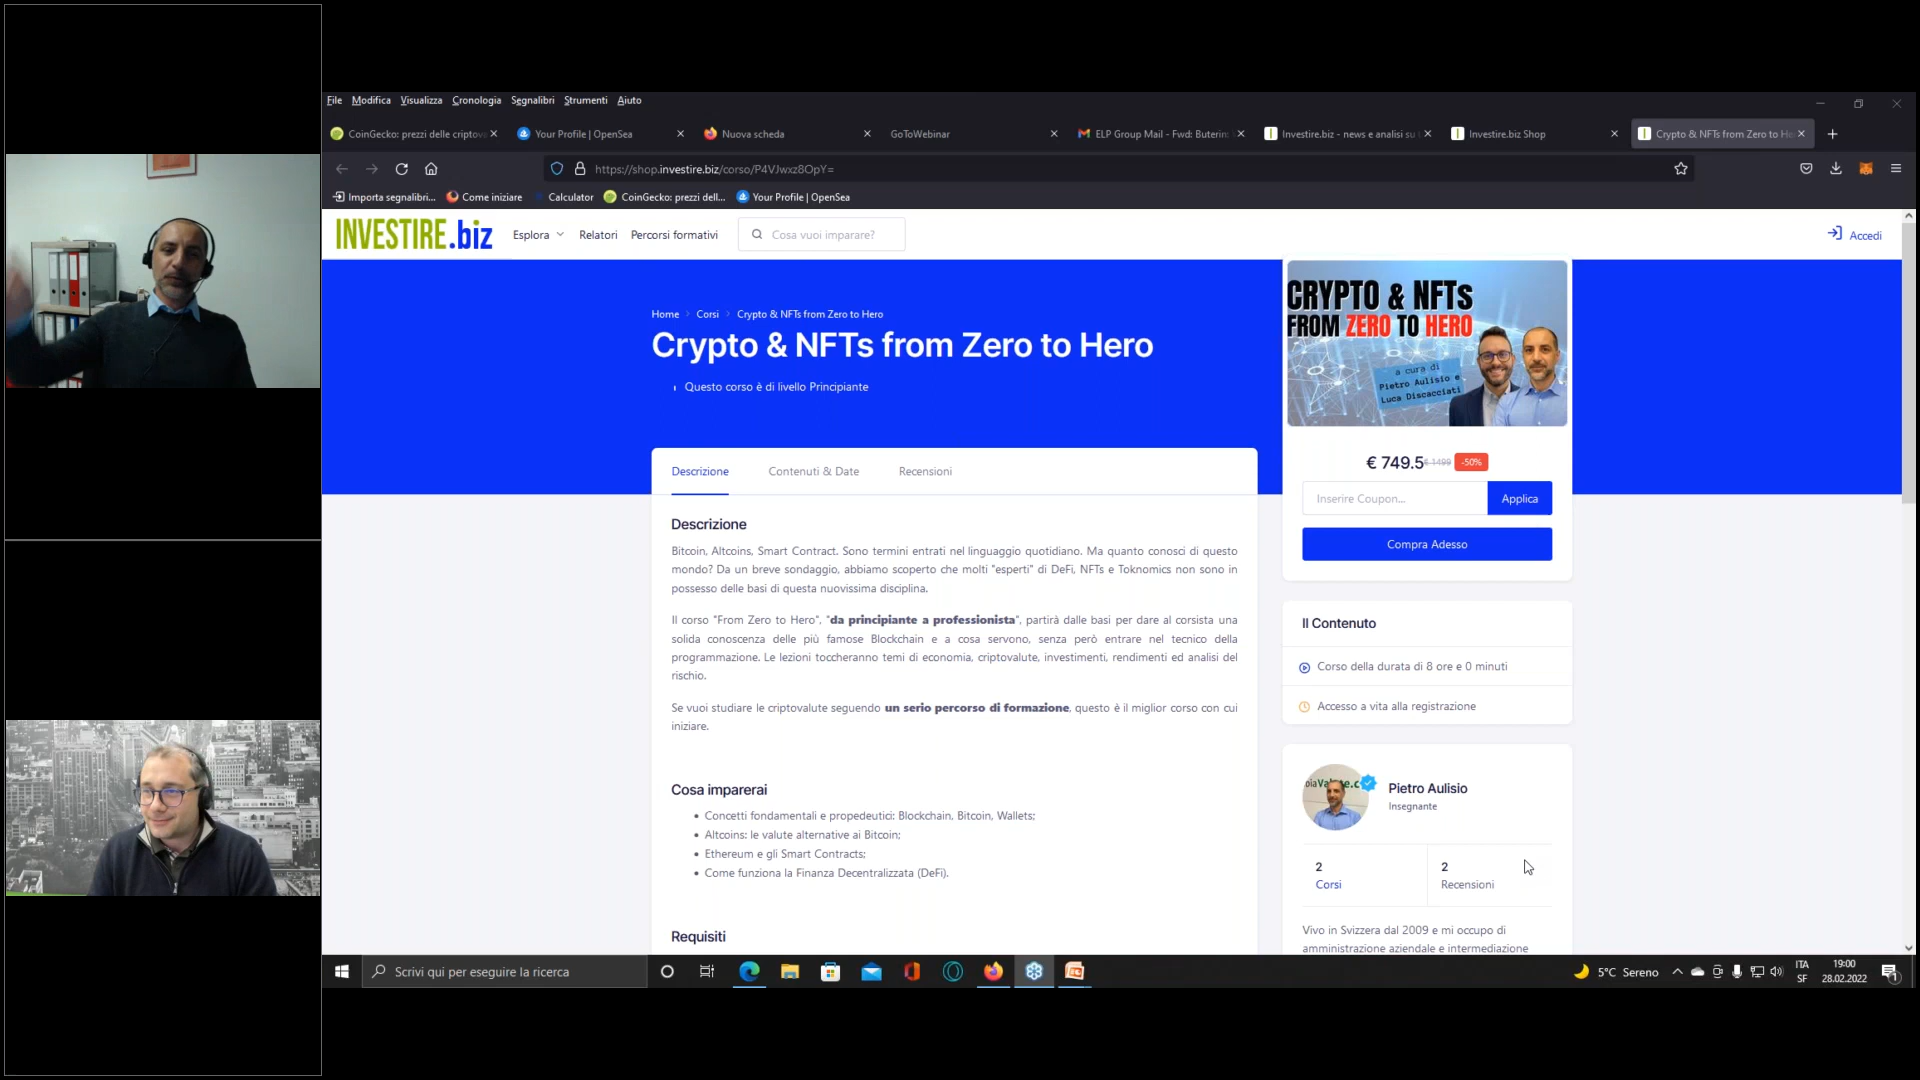 File Modifica Visualizza Cronologia Segnalibri Strumenti Aiuto
CoinGecko: prezzi delle criptova
Your Profile | OpenSea
Nuova scheda
GoToWebinar
ELP Group Mail - Fwd: Buterin:
Investire.biz - news e analisi su
Investire.biz Shop
Crypto & NFTs from Zero to He
https://shop.investire.biz/corso/P4VJwxz8OpY=
Importa segnalibri... Come iniziare Calculator CoinGecko: prezzi dell... Your Profile | OpenSea
INVESTIRE.biz Esplora Relatori Percorsi formativi Cosa vuoi imparare? Accedi
Home > Corsi > Crypto & NFTs from Zero to Hero
Crypto & NFTs from Zero to Hero
Questo corso è di livello Principiante
CRYPTO & NFTs
FROM ZERO TO HERO
a cura di
Pietro Aulisio e
Luca Discacciati
€ 749.5 € 1499 -50%
Inserire Coupon... Applica
Compra Adesso
Descrizione Contenuti & Date Recensioni
Descrizione
Bitcoin, Altcoins, Smart Contract. Sono termini entrati nel linguaggio quotidiano. Ma quanto conosci di questo
mondo? Da un breve sondaggio, abbiamo scoperto che molti "esperti" di DeFi, NFTs e Toknomics non sono in
possesso delle basi di questa nuovissima disciplina.
Il corso "From Zero to Hero", "da principiante a professionista", partirà dalle basi per dare al corsista una
solida conoscenza delle più famose Blockchain e a cosa servono, senza però entrare nel tecnico della
programmazione. Le lezioni toccheranno temi di economia, criptovalute, investimenti, rendimenti ed analisi del
rischio.
Se vuoi studiare le criptovalute seguendo un serio percorso di formazione, questo è il miglior corso con cui
iniziare.
Cosa imparerai
• Concetti fondamentali e propedeutici: Blockchain, Bitcoin, Wallets;
• Altcoins: le valute alternative ai Bitcoin;
• Ethereum e gli Smart Contracts;
• Come funziona la Finanza Decentralizzata (DeFi).
Requisiti
Il Contenuto
Corso della durata di 8 ore e 0 minuti
Accesso a vita alla registrazione
Pietro Aulisio
Insegnante
2 2
Corsi Recensioni
Vivo in Svizzera dal 2009 e mi occupo di
amministrazione aziendale e intermediazione
Scrivi qui per eseguire la ricerca
5°C Sereno
ITA
SF
19:00
28.02.2022
1